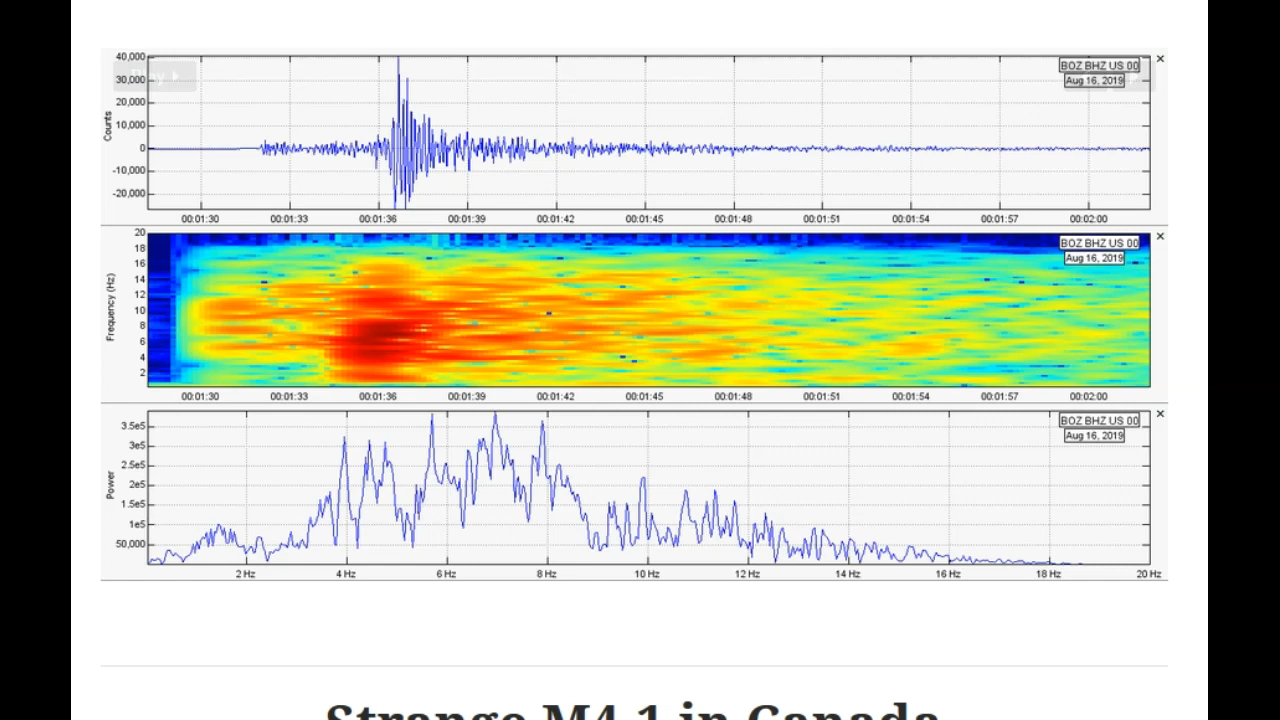 40,000
30,000
20,000
10,000
0
-10,000
-20,000
Counts
BOZ BHZ US 00
Aug 16, 2019
00:01:30 00:01:33 00:01:36 00:01:39 00:01:42 00:01:45 00:01:48 00:01:51 00:01:54 00:01:57 00:02:00
20
18
16
14
12
10
8
6
4
2
Frequency (Hz)
BOZ BHZ US 00
Aug 16, 2019
00:01:30 00:01:33 00:01:36 00:01:39 00:01:42 00:01:45 00:01:48 00:01:51 00:01:54 00:01:57 00:02:00
3.5e5
3e5
2.5e5
2e5
1.5e5
1e5
50,000
Power
BOZ BHZ US 00
Aug 16, 2019
2 Hz 4 Hz 6 Hz 8 Hz 10 Hz 12 Hz 14 Hz 16 Hz 18 Hz 20 Hz
Strange M4.1 in Canada